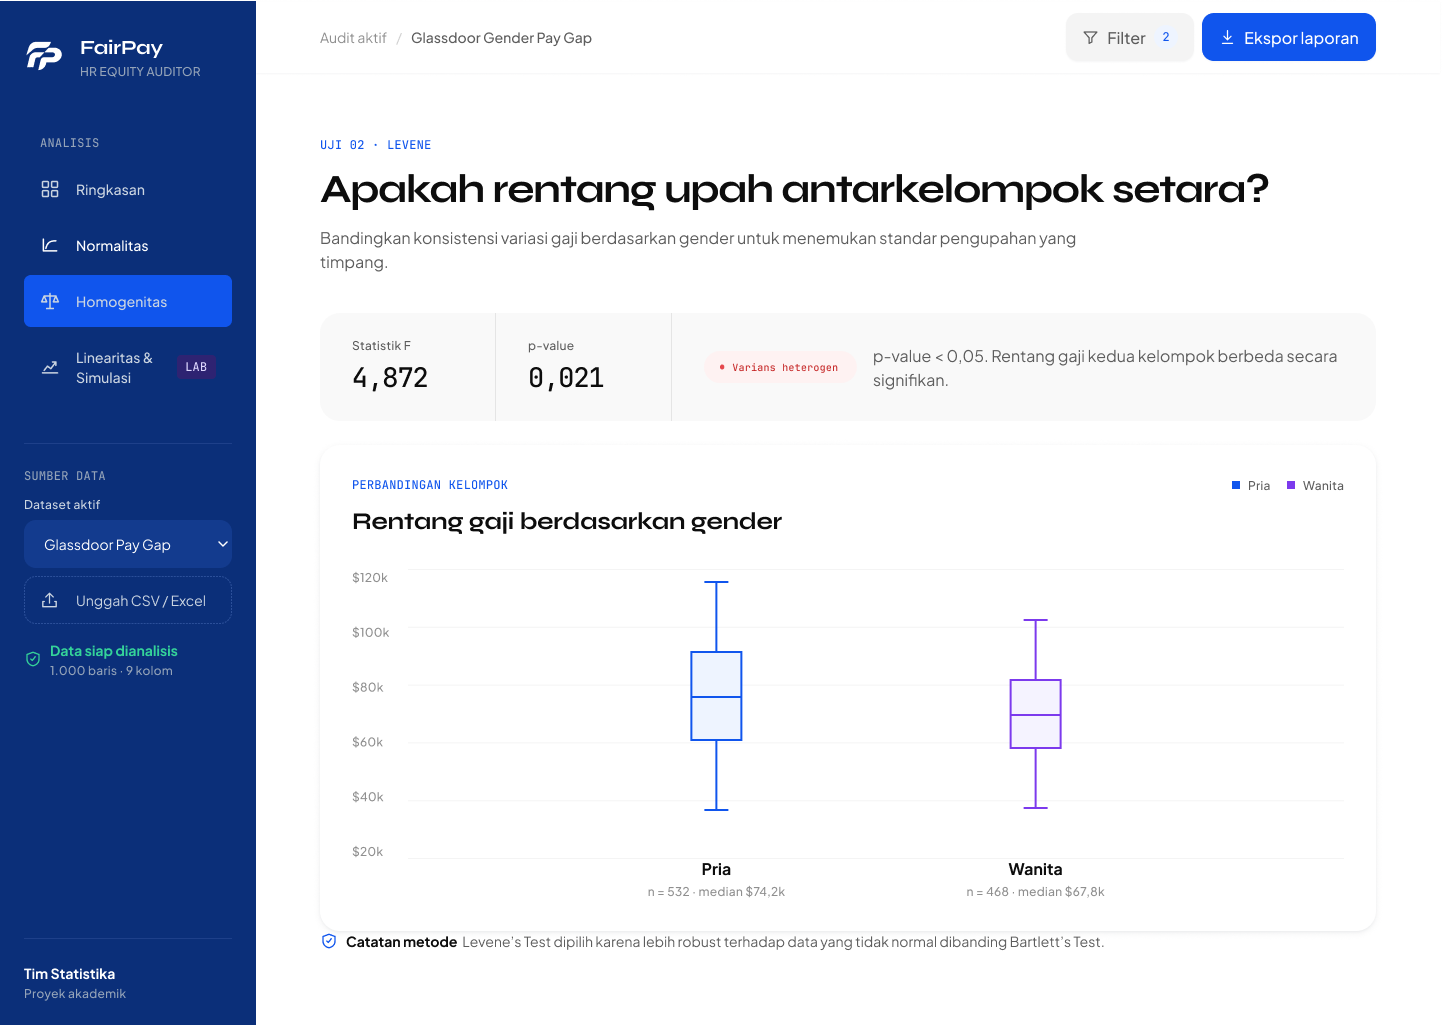 FairPay
HR EQUITY AUDITOR
ANALISIS
Ringkasan
Normalitas
Homogenitas
Linearitas &
Simulasi
LAB
SUMBER DATA
Dataset aktif
Glassdoor Pay Gap
Unggah CSV / Excel
Data siap dianalisis
1.000 baris · 9 kolom
Tim Statistika
Proyek akademik
Audit aktif / Glassdoor Gender Pay Gap
Filter 2
Ekspor laporan
UJI 02 · LEVENE
Apakah rentang upah antarkelompok setara?
Bandingkan konsistensi variasi gaji berdasarkan gender untuk menemukan standar pengupahan yang
timpang.
Statistik F
4,872
p-value
0,021
Varians heterogen
p-value < 0,05. Rentang gaji kedua kelompok berbeda secara
signifikan.
PERBANDINGAN KELOMPOK
Pria
Wanita
Rentang gaji berdasarkan gender
$120k
$100k
$80k
$60k
$40k
$20k
Pria
n = 532 · median $74,2k
Wanita
n = 468 · median $67,8k
Catatan metode Levene's Test dipilih karena lebih robust terhadap data yang tidak normal dibanding Bartlett's Test.